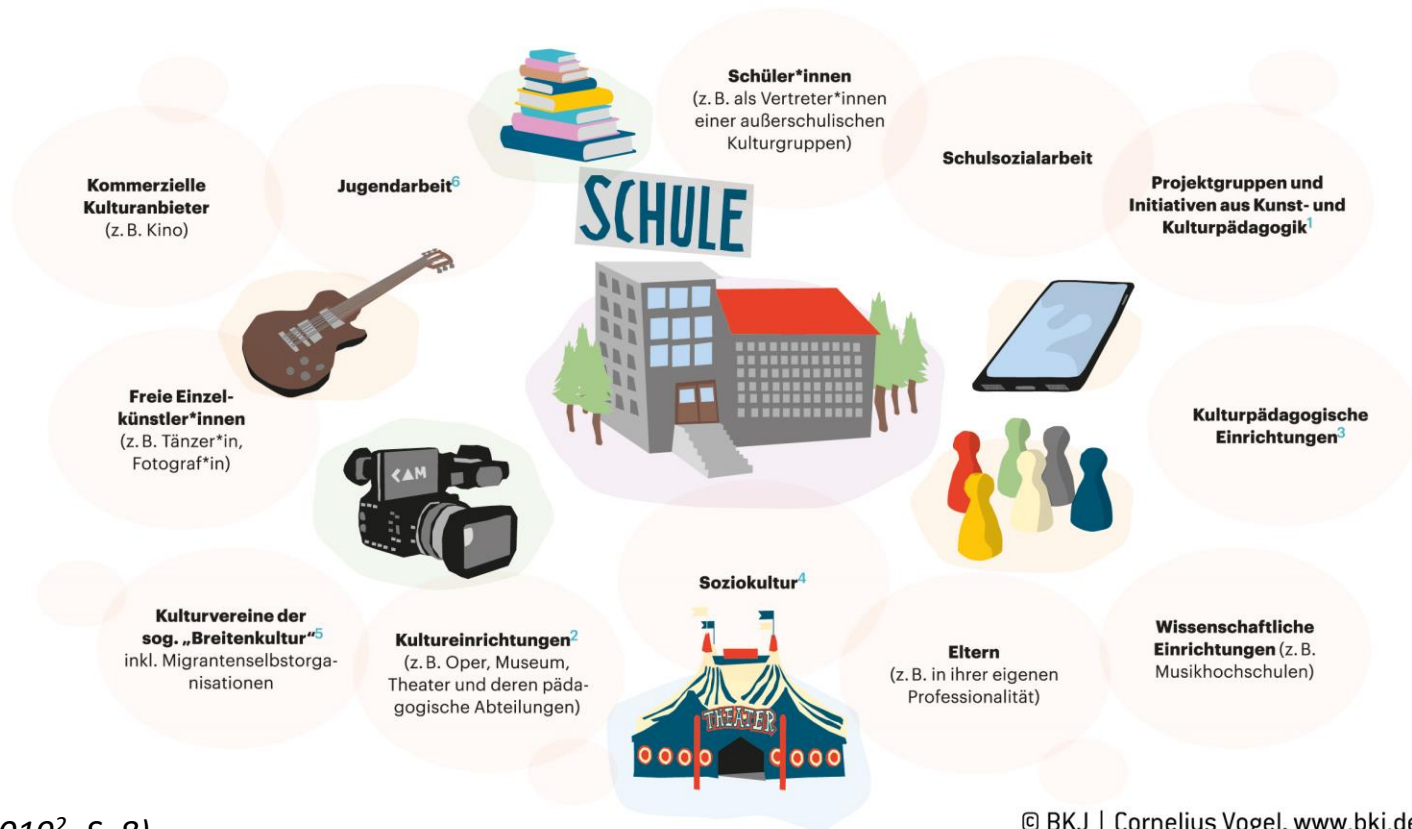 Schüler*innen
(z. B. als Vertreter*innen
einer außerschulischen
Kulturgruppen)
Schulsozialarbeit
Kommerzielle
Kulturanbieter
(z. B. Kino)
Jugendarbeit⁶
Projektgruppen und
Initiativen aus Kunst- und
Kulturpädagogik¹
SCHULE
Freie Einzel-
künstler*innen
(z. B. Tänzer*in,
Fotograf*in)
Kulturpädagogische
Einrichtungen³
CAM
Soziokultur⁴
Kulturvereine der
sog. „Breitenkultur“⁵
inkl. Migrantenselbstorga-
nisationen
Kultureinrichtungen²
(z. B. Oper, Museum,
Theater und deren päda-
gogische Abteilungen)
THEATER
Eltern
(z. B. in ihrer eigenen
Professionalität)
Wissenschaftliche
Einrichtungen (z. B.
Musikhochschulen)
S. 8)
© BKJ | Cornelius Vogel, www.bkj.de